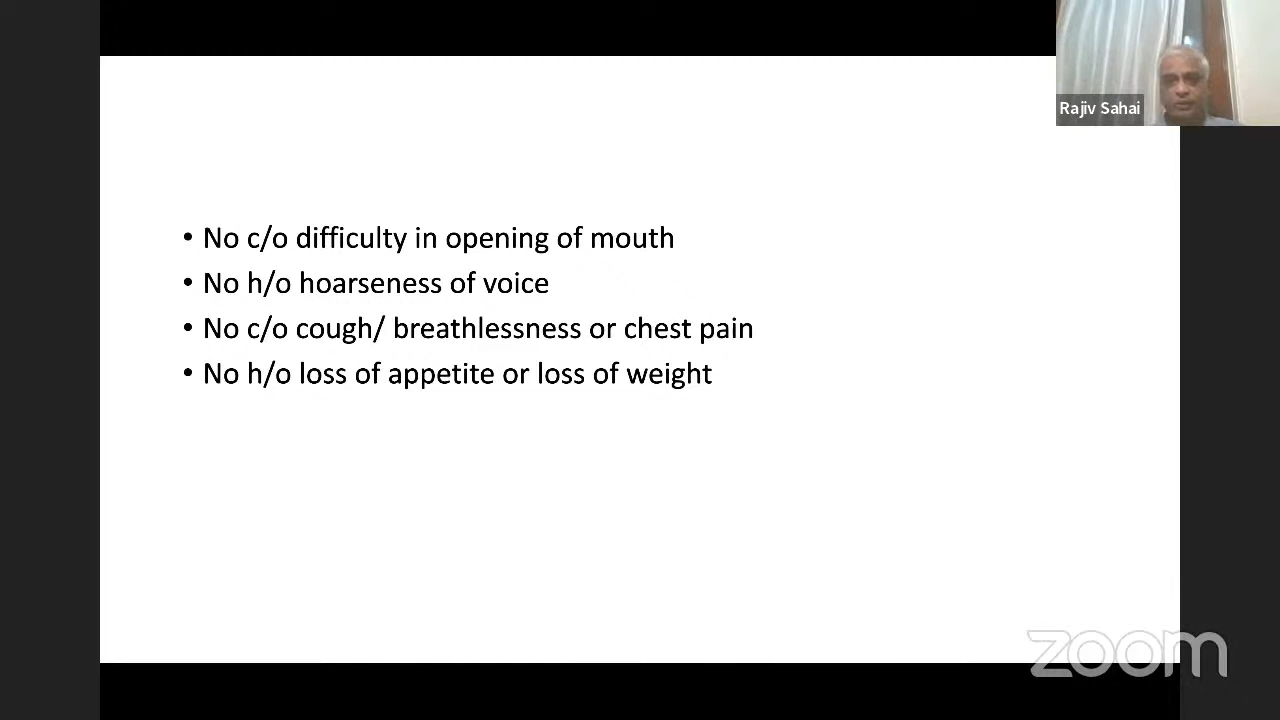 Rajiv Sahai
• No c/o difficulty in opening of mouth
• No h/o hoarseness of voice
• No c/o cough/ breathlessness or chest pain
• No h/o loss of appetite or loss of weight
zoom